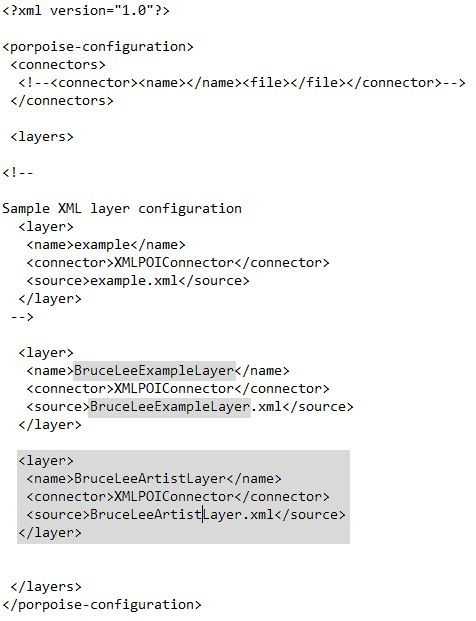 <?xml version="1.0"?>
<porpoise-configuration>
<connectors>
<!--<connector><name></name><file></file></connector>-->
</connectors>
<layers>
<!--
Sample XML layer configuration
<layer>
<name>example</name>
<connector>XMLPOIConnector</connector>
<source>example.xml</source>
</layer>
-->
<layer>
<name>BruceLeeExampleLayer</name>
<connector>XMLPOIConnector</connector>
<source>BruceLeeExampleLayer.xml</source>
</layer>
<layer>
<name>BruceLeeArtistLayer</name>
<connector>XMLPOIConnector</connector>
<source>BruceLeeArtistLayer.xml</source>
</layer>
</layers>
</porpoise-configuration>